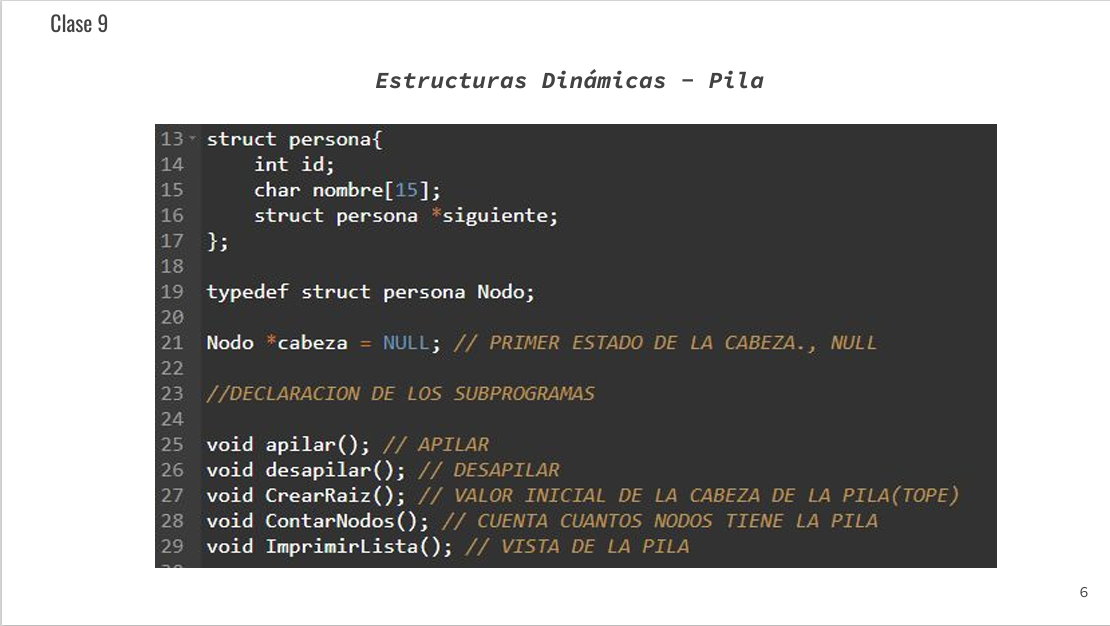 Clase 9
Estructuras Dinámicas - Pila
13 struct persona{
14 int id;
15 char nombre[15];
16 struct persona *siguiente;
17 };
18
19 typedef struct persona Nodo;
20
21 Nodo *cabeza = NULL; // PRIMER ESTADO DE LA CABEZA., NULL
22
23 //DECLARACION DE LOS SUBPROGRAMAS
24
25 void apilar(); // APILAR
26 void desapilar(); // DESAPILAR
27 void CrearRaiz(); // VALOR INICIAL DE LA CABEZA DE LA PILA(TOPE)
28 void ContarNodos(); // CUENTA CUANTOS NODOS TIENE LA PILA
29 void ImprimirLista(); // VISTA DE LA PILA
6